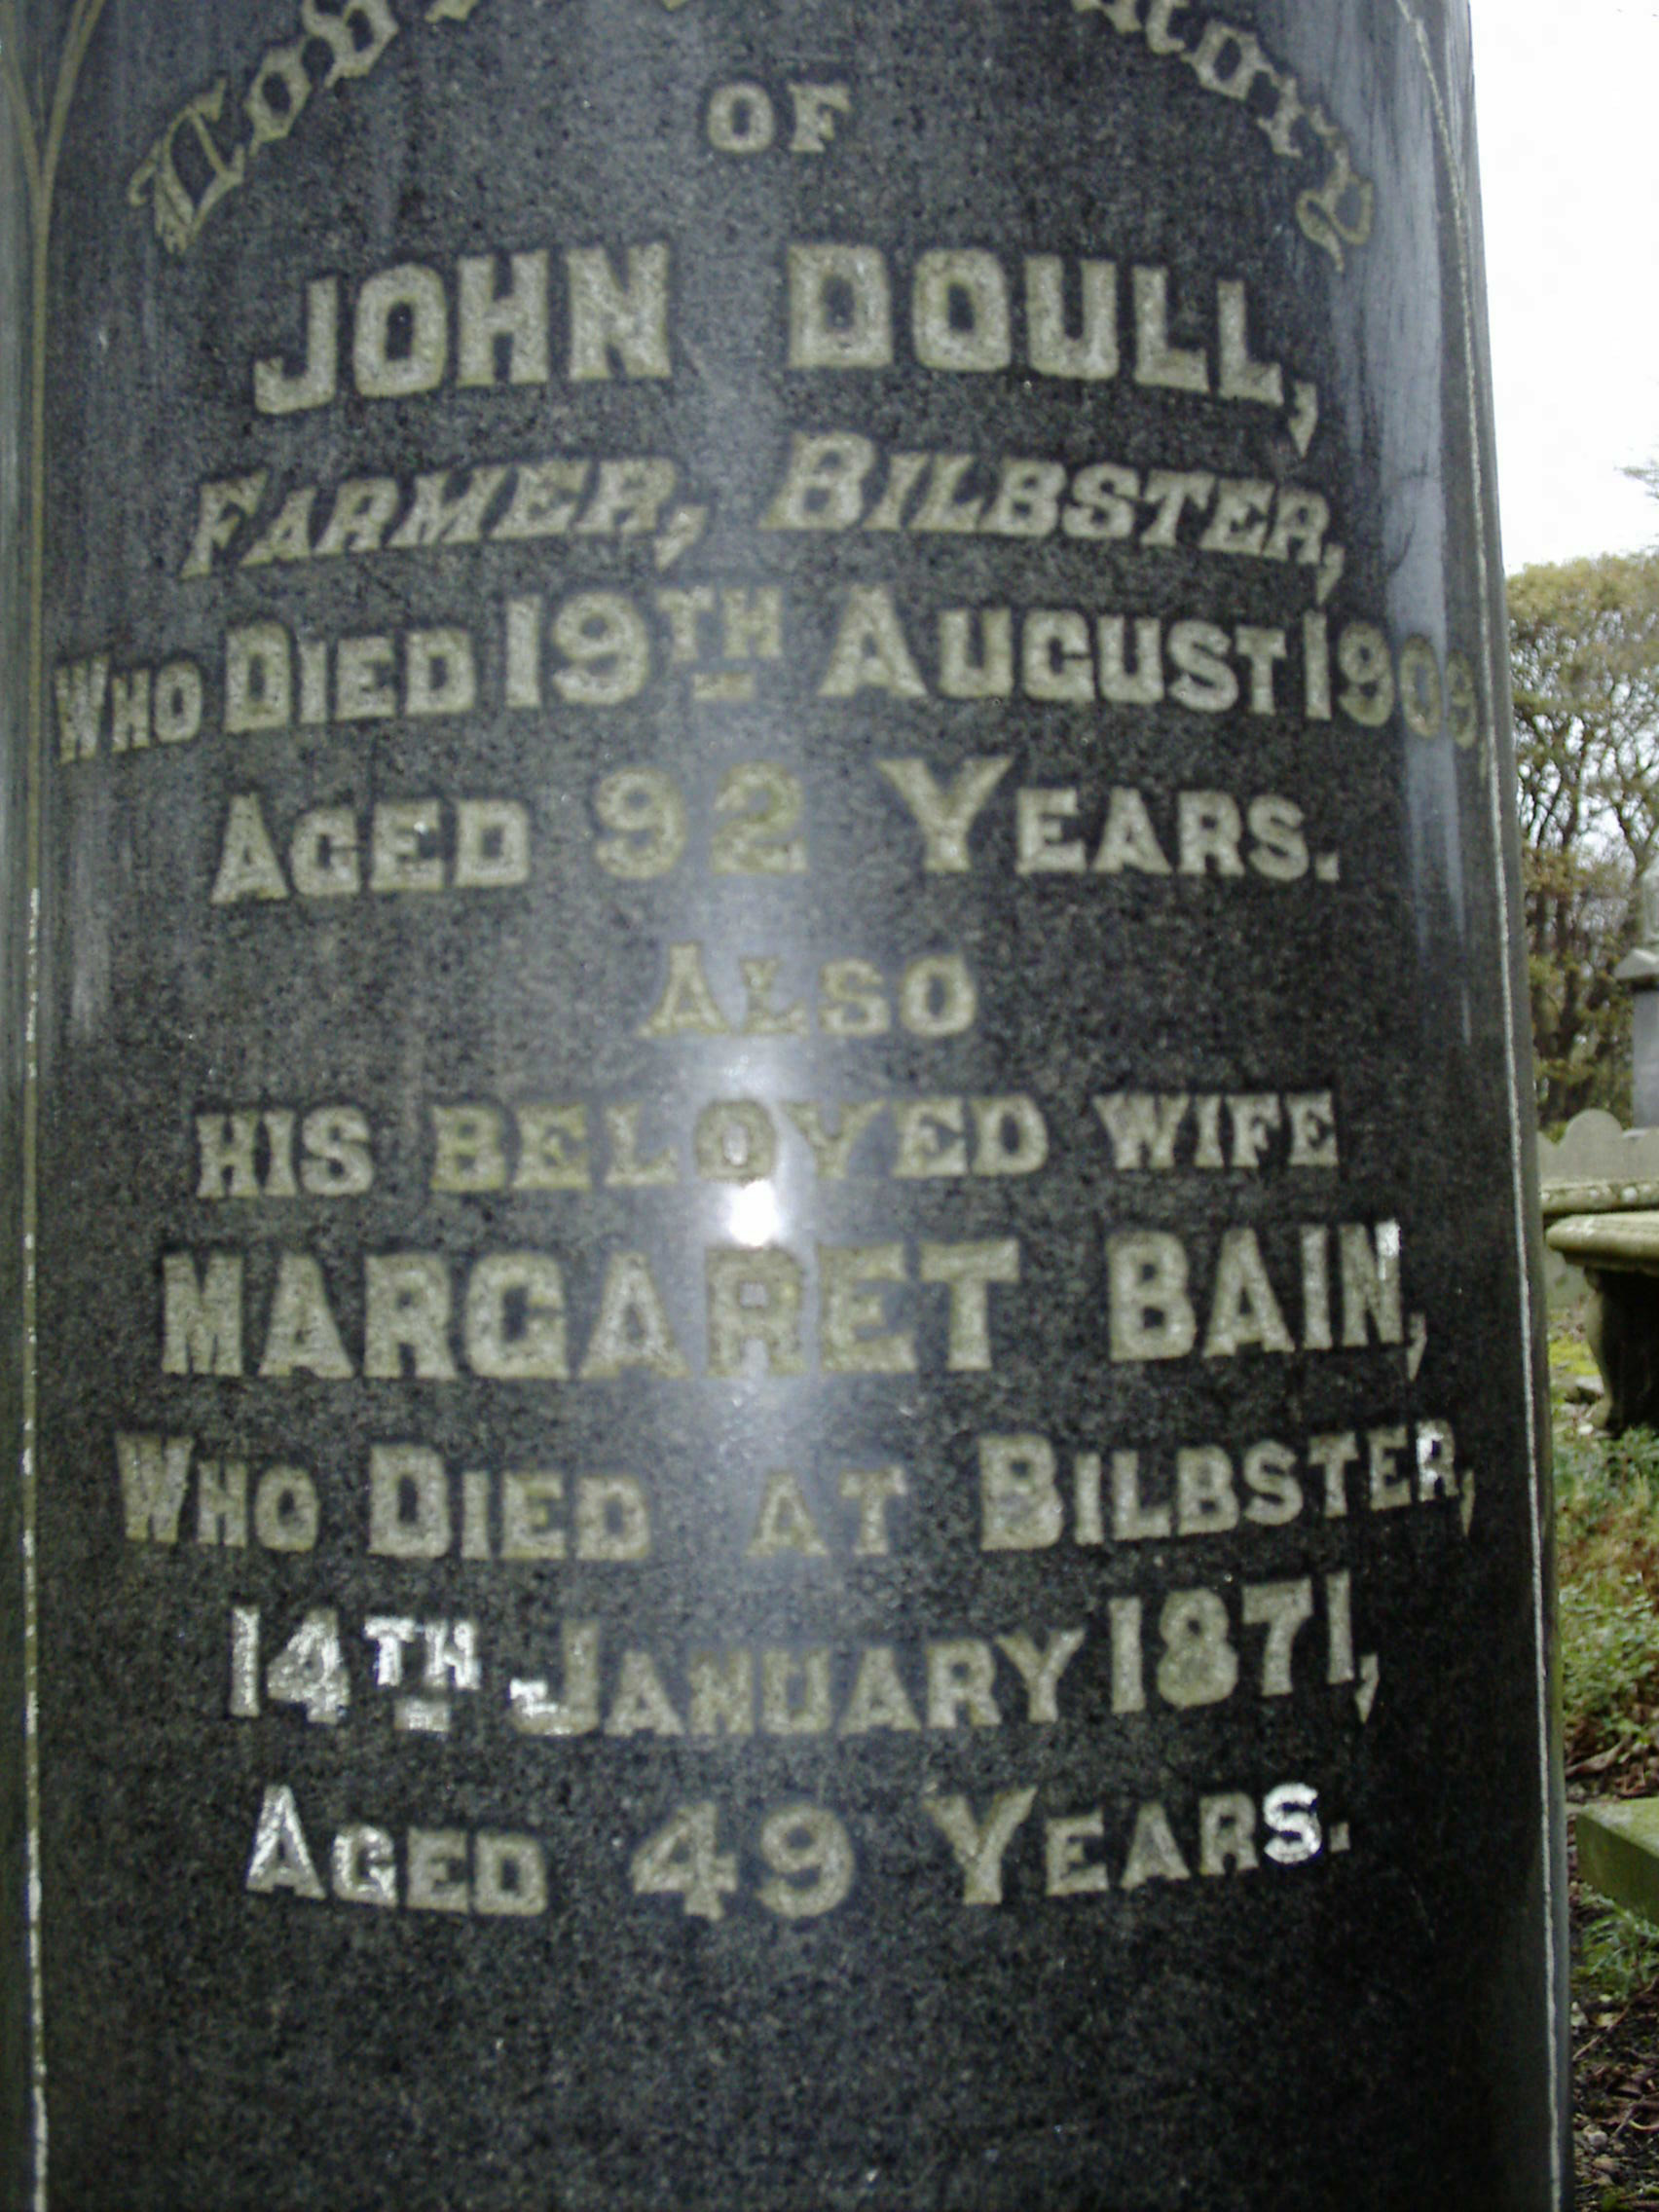 OF
JOHN DOULL,
FARMER, BILBSTER,
WHO DIED 19TH AUGUST
AGED 92 YEARS.
ALSO
HIS BELOVED WIFE
MARGARET BAIN,
WHO DIED AT BILBSTER,
14TH JANUARY 1871,
AGED 49 YEARS.